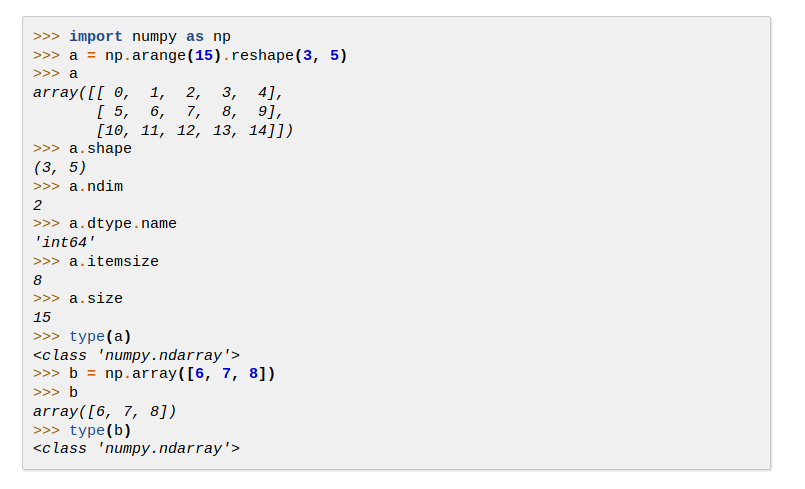 >>> import numpy as np
>>> a = np.arange(15).reshape(3, 5)
>>> a
array([[ 0,  1,  2,  3,  4],
       [ 5,  6,  7,  8,  9],
       [10, 11, 12, 13, 14]])
>>> a.shape
(3, 5)
>>> a.ndim
2
>>> a.dtype.name
'int64'
>>> a.itemsize
8
>>> a.size
15
>>> type(a)
<class 'numpy.ndarray'>
>>> b = np.array([6, 7, 8])
>>> b
array([6, 7, 8])
>>> type(b)
<class 'numpy.ndarray'>